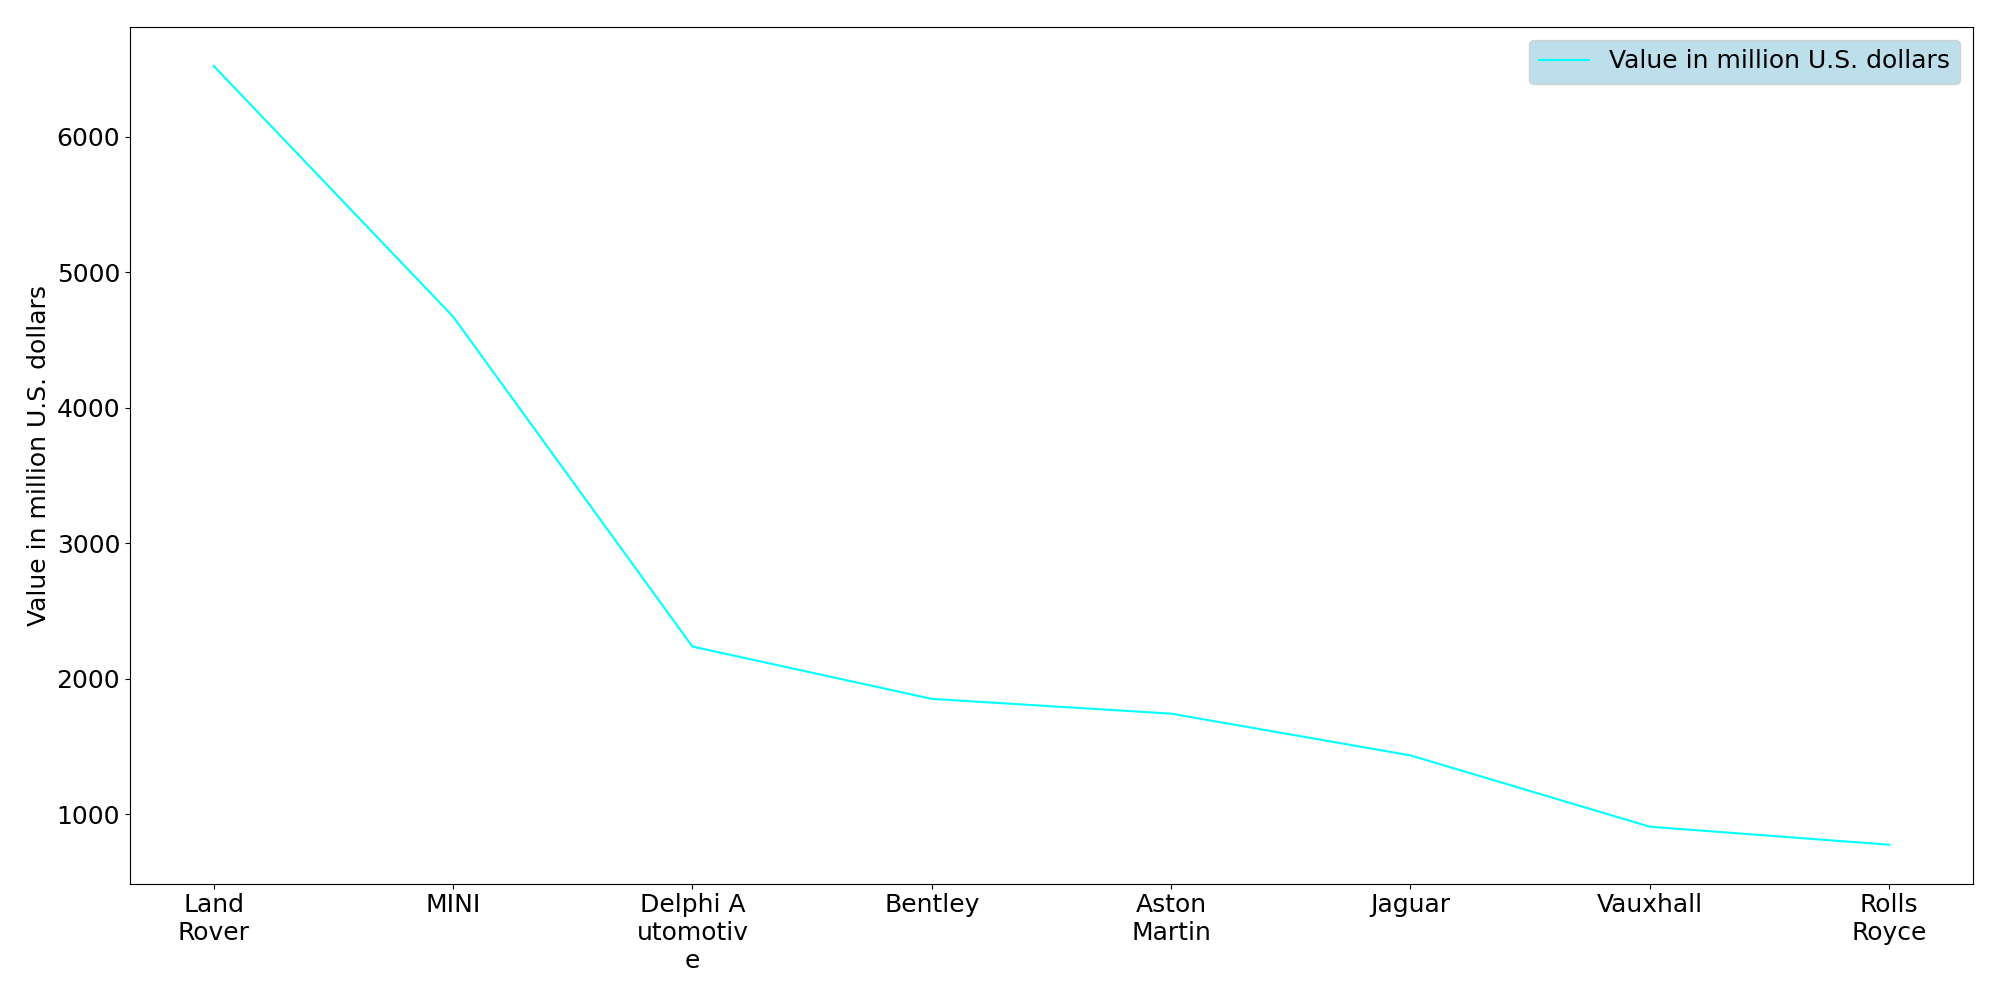 Value in million U.S. dollars
Value in million U.S. dollars
6000
5000
4000
3000
2000
1000
Land
Rover
MINI
Delphi A
utomotiv
e
Bentley
Aston
Martin
Jaguar
Vauxhall
Rolls
Royce